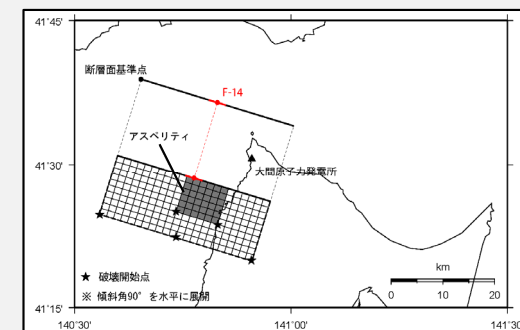 41°45'
断層面基準点
F-14
アスペリティ
41°30'
大間原子力発電所
km
★ 破壊開始点
0 10 20
※ 傾斜角90°を水平に展開
41°15'
140°30' 141°00' 141°30'